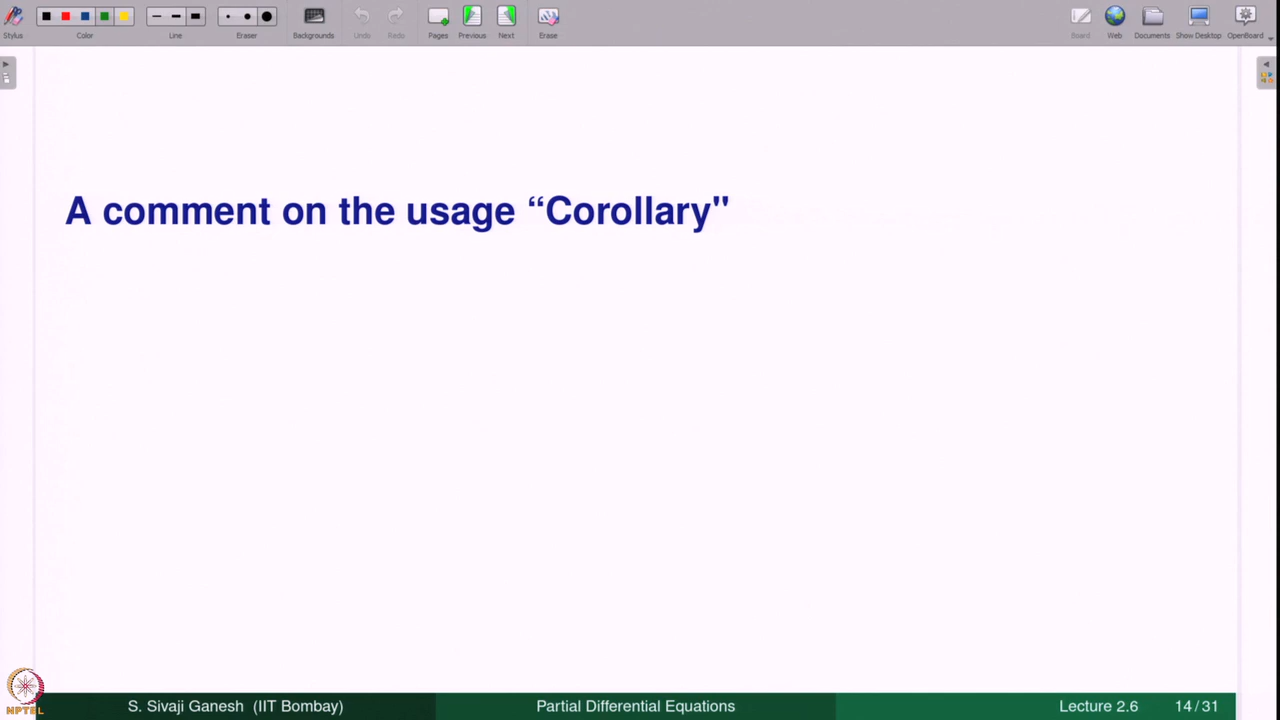 Stylus Color Line Eraser Backgrounds Undo Redo Pages Previous Next Erase Board Web Documents Show Desktop OpenBoard
A comment on the usage “Corollary"
NPTEL
S. Sivaji Ganesh (IIT Bombay) Partial Differential Equations Lecture 2.6 14/31